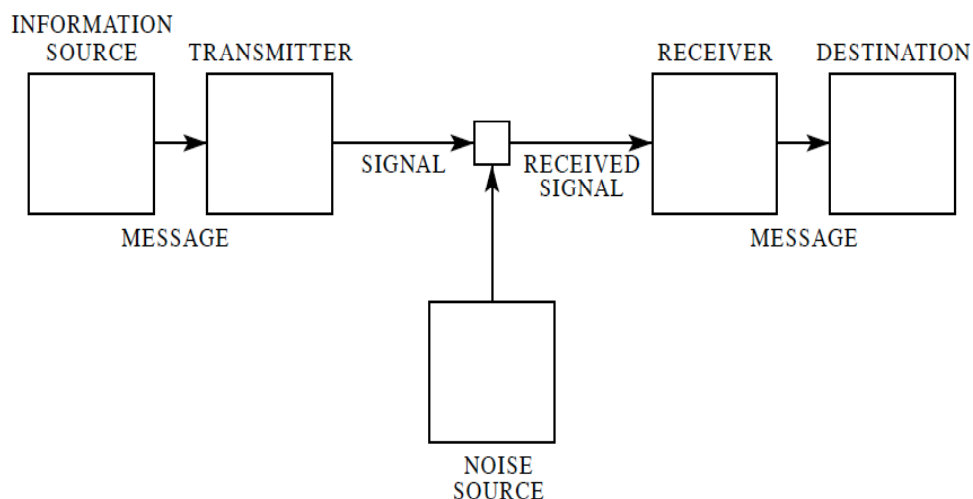 INFORMATION
SOURCE
TRANSMITTER
RECEIVER
DESTINATION
SIGNAL
RECEIVED
SIGNAL
MESSAGE
MESSAGE
NOISE
SOURCE